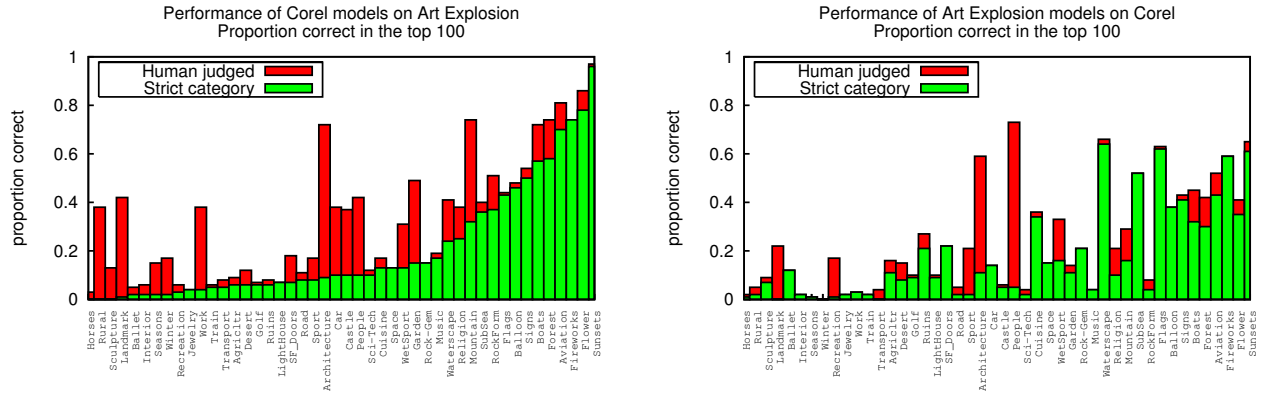 Performance of Corel models on Art Explosion
Proportion correct in the top 100
proportion correct
1
0.8
0.6
0.4
0.2
0
Human judged
Strict category
Horses
Rural
Sculpture
Landmark
Ballet
Interior
Seasons
Winter
Recreation
Jewelry
Work
Train
Transport
Agricltr
Desert
Golf
Ruins
LightHouse
SF_Doors
Road
Sport
Architecture
Car
Castle
People
Sci-Tech
Cuisine
Space
WetSport
Garden
Rock-Gem
Music
Waterscape
Religion
Mountain
SubSea
RockForm
Flags
Balloon
Signs
Boats
Forest
Aviation
Fireworks
Flower
Sunsets
Performance of Art Explosion models on Corel
Proportion correct in the top 100
proportion correct
1
0.8
0.6
0.4
0.2
0
Human judged
Strict category
Horses
Rural
Sculpture
Landmark
Ballet
Interior
Seasons
Winter
Recreation
Jewelry
Work
Train
Transport
Agricltr
Desert
Golf
Ruins
LightHouse
SF_Doors
Road
Sport
Architecture
Car
Castle
People
Sci-Tech
Cuisine
Space
WetSport
Garden
Rock-Gem
Music
Waterscape
Religion
Mountain
SubSea
RockForm
Flags
Balloon
Signs
Boats
Forest
Aviation
Fireworks
Flower
Sunsets